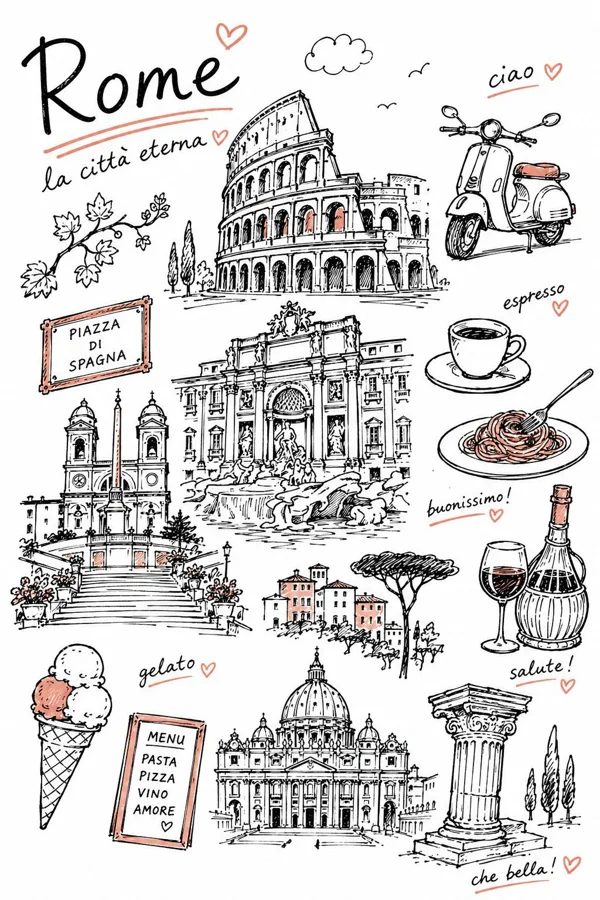 Rome
la città eterna
ciao
PIAZZA
DI
SPAGNA
espresso
buonissimo!
salute!
gelato
MENU
PASTA
PIZZA
VINO
AMORE
che bella!